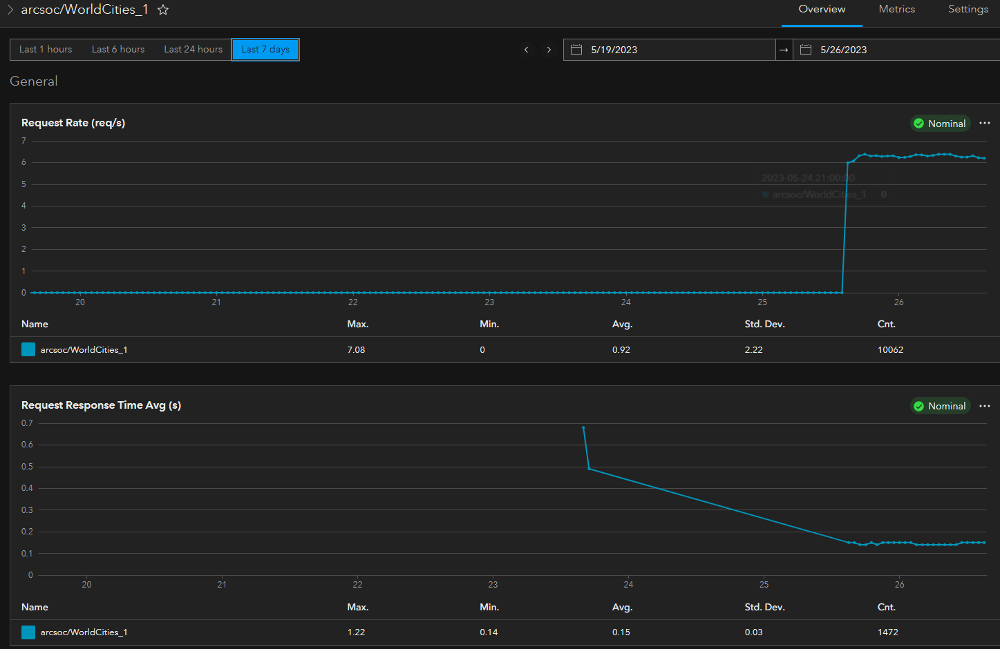 arcsoc/WorldCities_1
Overview Metrics Settings
Last 1 hours Last 6 hours Last 24 hours Last 7 days
5/19/2023 → 5/26/2023
General
Request Rate (req/s)
Nominal
7
6
5
4
3
2
1
0
2023-05-24 21:00:00
arcsoc/WorldCities_1 0
20 21 22 23 24 25 26
Name Max. Min. Avg. Std. Dev. Cnt.
arcsoc/WorldCities_1 7.08 0 0.92 2.22 10062
Request Response Time Avg (s)
Nominal
0.7
0.6
0.5
0.4
0.3
0.2
0.1
0
20 21 22 23 24 25 26
Name Max. Min. Avg. Std. Dev. Cnt.
arcsoc/WorldCities_1 1.22 0.14 0.15 0.03 1472